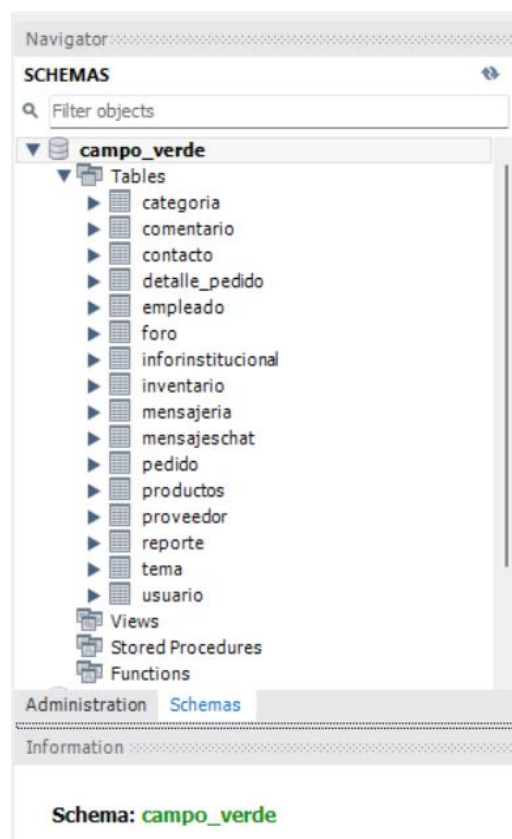 Navigator
SCHEMAS
Filter objects
campo_verde
Tables
categoria
comentario
contacto
detalle_pedido
empleado
foro
inforinstitucional
inventario
mensajeria
mensajeschat
pedido
productos
proveedor
reporte
tema
usuario
Views
Stored Procedures
Functions
Administration Schemas
Information
Schema: campo_verde